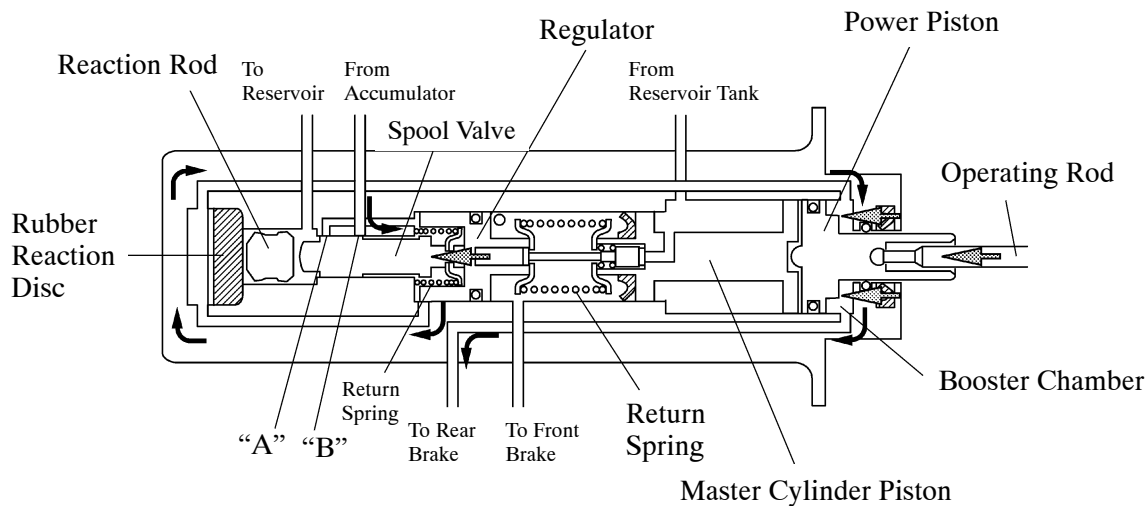 Power Piston
Regulator
Reaction Rod
To
Reservoir
From
Accumulator
From
Reservoir Tank
Spool Valve
Operating Rod
Rubber
Reaction
Disc
Booster Chamber
Return
Spring
“A”
“B”
To Rear
Brake
To Front
Brake
Return
Spring
Master Cylinder Piston